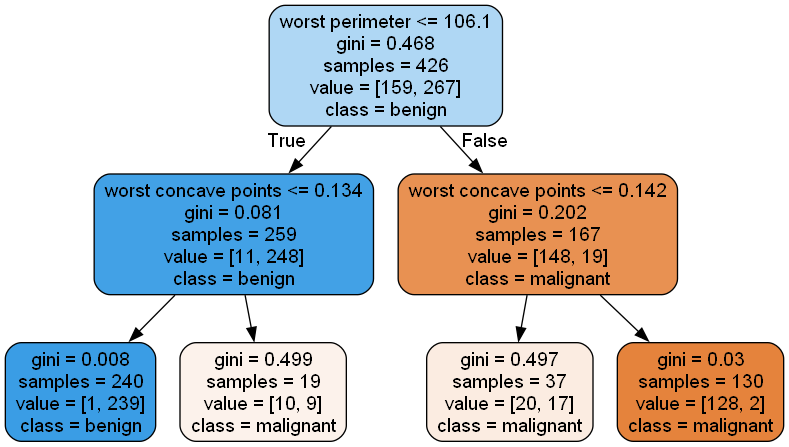 worst perimeter <= 106.1
gini = 0.468
samples = 426
value = [159, 267]
class = benign
True
False
worst concave points <= 0.134
gini = 0.081
samples = 259
value = [11, 248]
class = benign
worst concave points <= 0.142
gini = 0.202
samples = 167
value = [148, 19]
class = malignant
gini = 0.008
samples = 240
value = [1, 239]
class = benign
gini = 0.499
samples = 19
value = [10, 9]
class = malignant
gini = 0.497
samples = 37
value = [20, 17]
class = malignant
gini = 0.03
samples = 130
value = [128, 2]
class = malignant